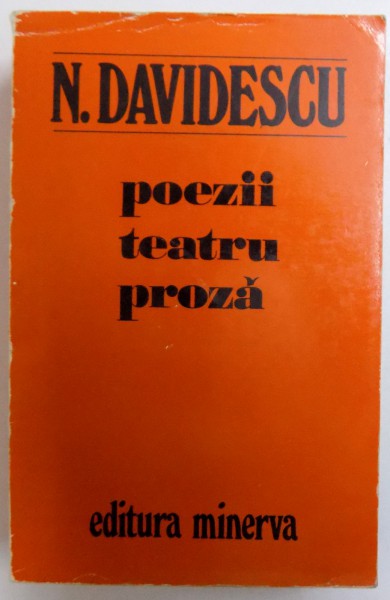 N. DAVIDESCU
poezii
teatru
proză
editura minerva